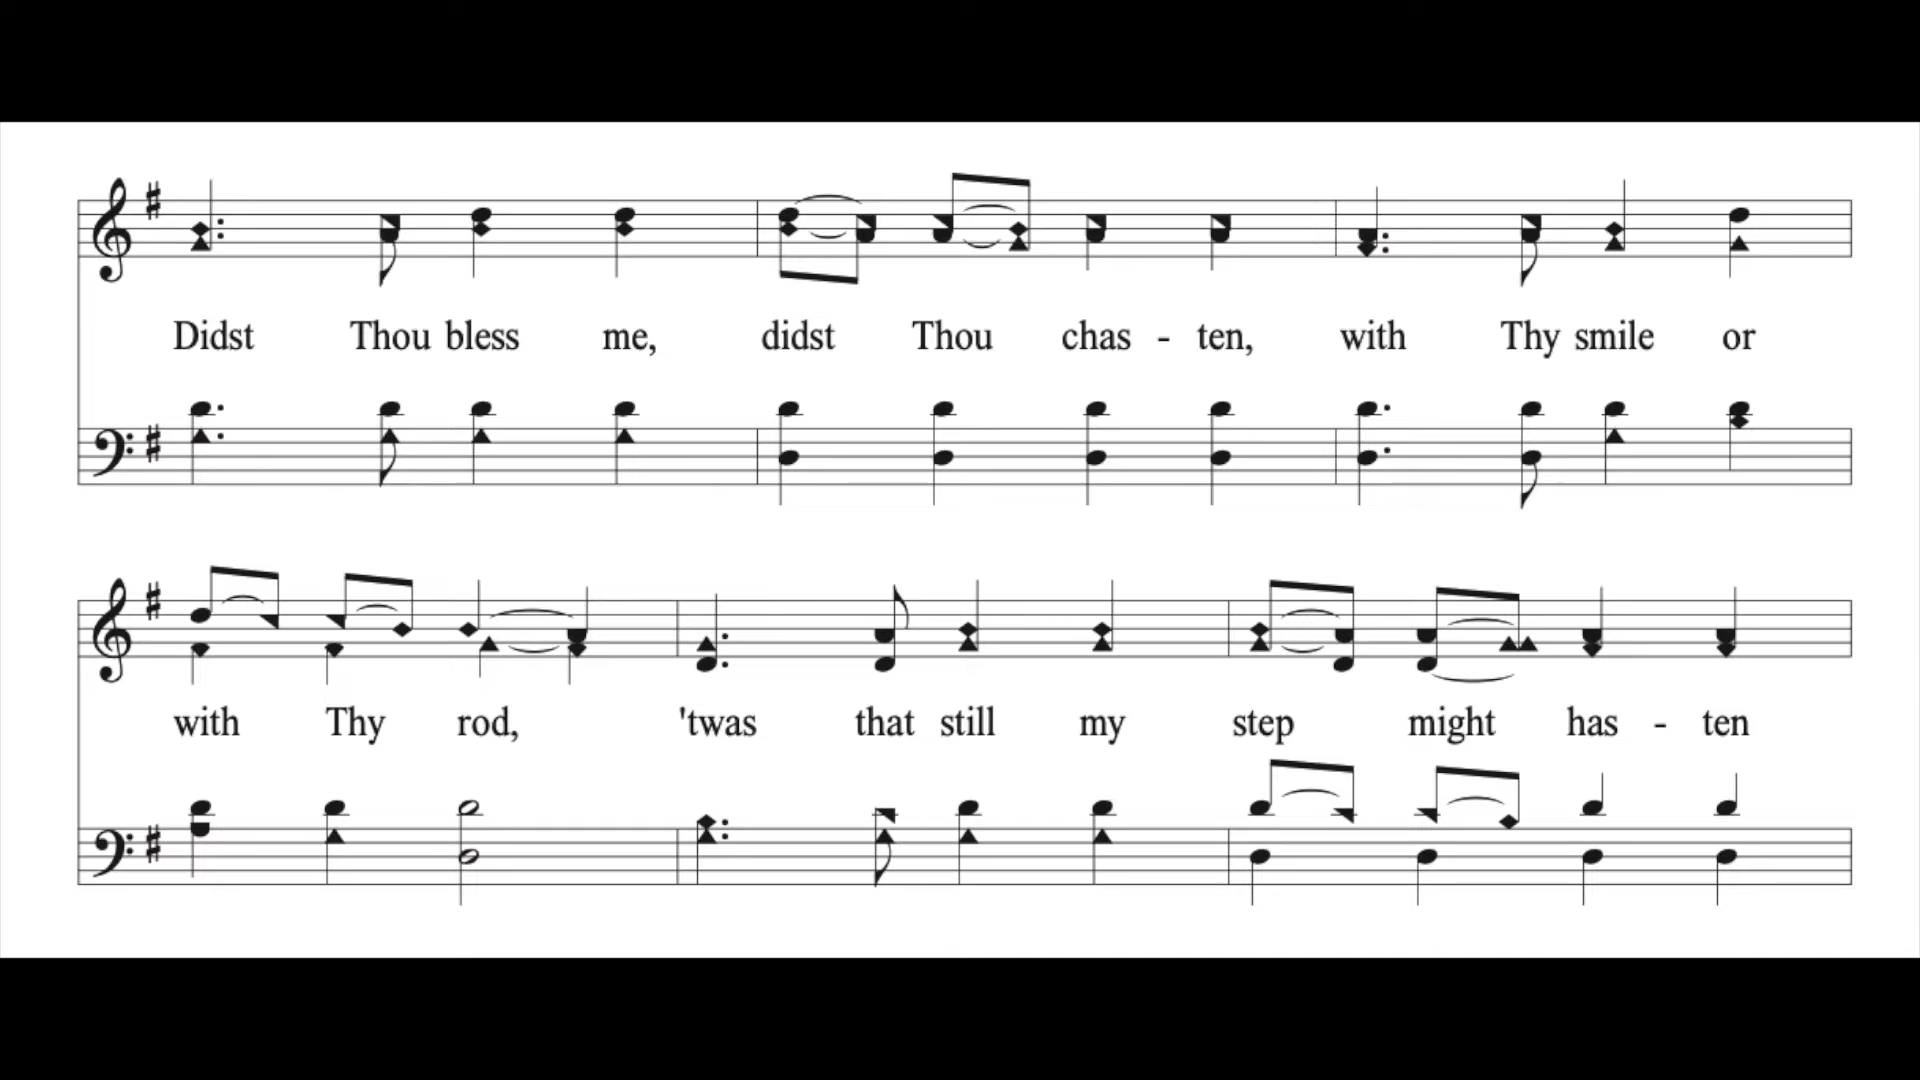 Didst Thou bless me, didst Thou chas - ten, with Thy smile or
with Thy rod, 'twas that still my step might has - ten